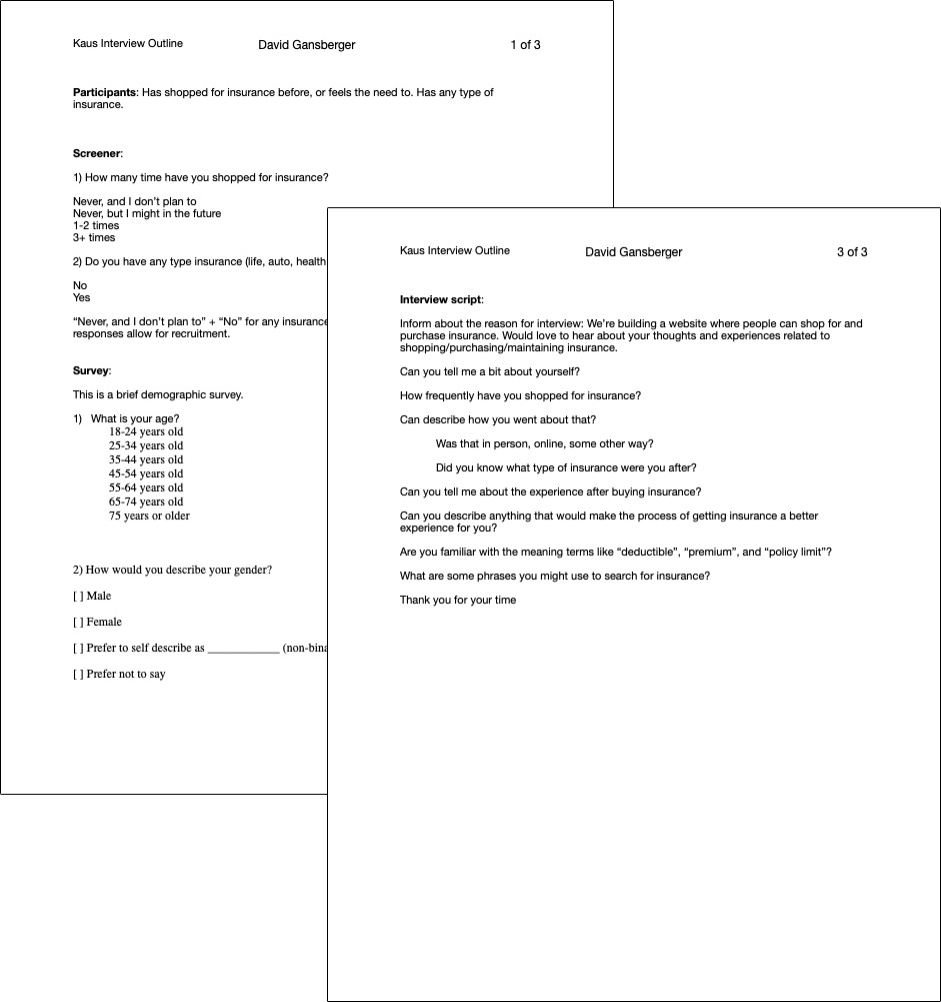 Kaus Interview Outline David Gansberger 1 of 3
Participants: Has shopped for insurance before, or feels the need to. Has any type of
insurance.
Screener:
1) How many time have you shopped for insurance?
Never, and I don't plan to
Never, but I might in the future
1-2 times
3+ times
2) Do you have any type insurance (life, auto, health
No
Yes
“Never, and I don't plan to” + “No” for any insurance
responses allow for recruitment.
Survey:
This is a brief demographic survey.
1) What is your age?
18-24 years old
25-34 years old
35-44 years old
45-54 years old
55-64 years old
65-74 years old
75 years or older
2) How would you describe your gender?
[ ] Male
[ ] Female
[ ] Prefer to self describe as ____________ (non-bina
[ ] Prefer not to say
Kaus Interview Outline David Gansberger 3 of 3
Interview script:
Inform about the reason for interview: We're building a website where people can shop for and
purchase insurance. Would love to hear about your thoughts and experiences related to
shopping/purchasing/maintaining insurance.
Can you tell me a bit about yourself?
How frequently have you shopped for insurance?
Can describe how you went about that?
Was that in person, online, some other way?
Did you know what type of insurance were you after?
Can you tell me about the experience after buying insurance?
Can you describe anything that would make the process of getting insurance a better
experience for you?
Are you familiar with the meaning terms like “deductible”, “premium”, and “policy limit”?
What are some phrases you might use to search for insurance?
Thank you for your time